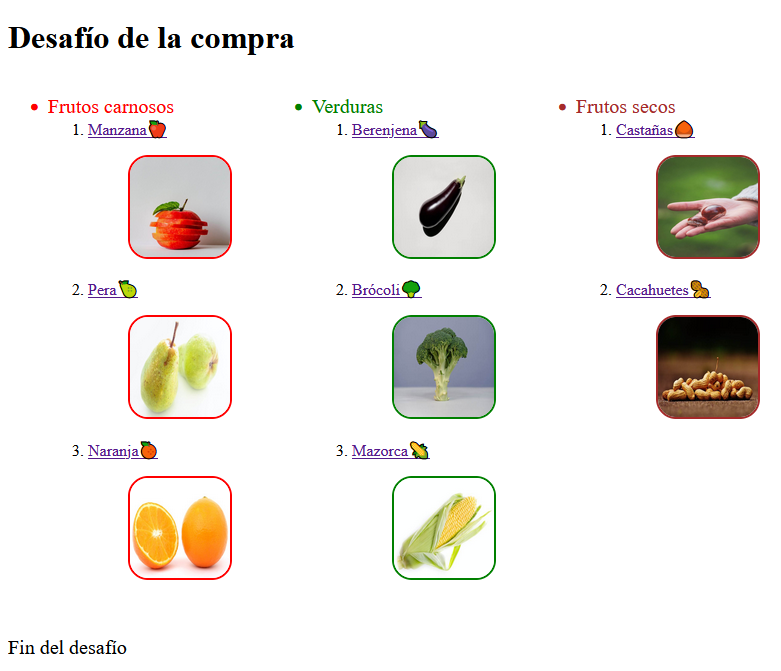 Desafío de la compra
• Frutos carnosos
1. Manzana🍎
2. Pera🍐
3. Naranja🍊
• Verduras
1. Berenjena🍆
2. Brócoli🥦
3. Mazorca🌽
• Frutos secos
1. Castañas🌰
2. Cacahuetes🥜
Fin del desafío